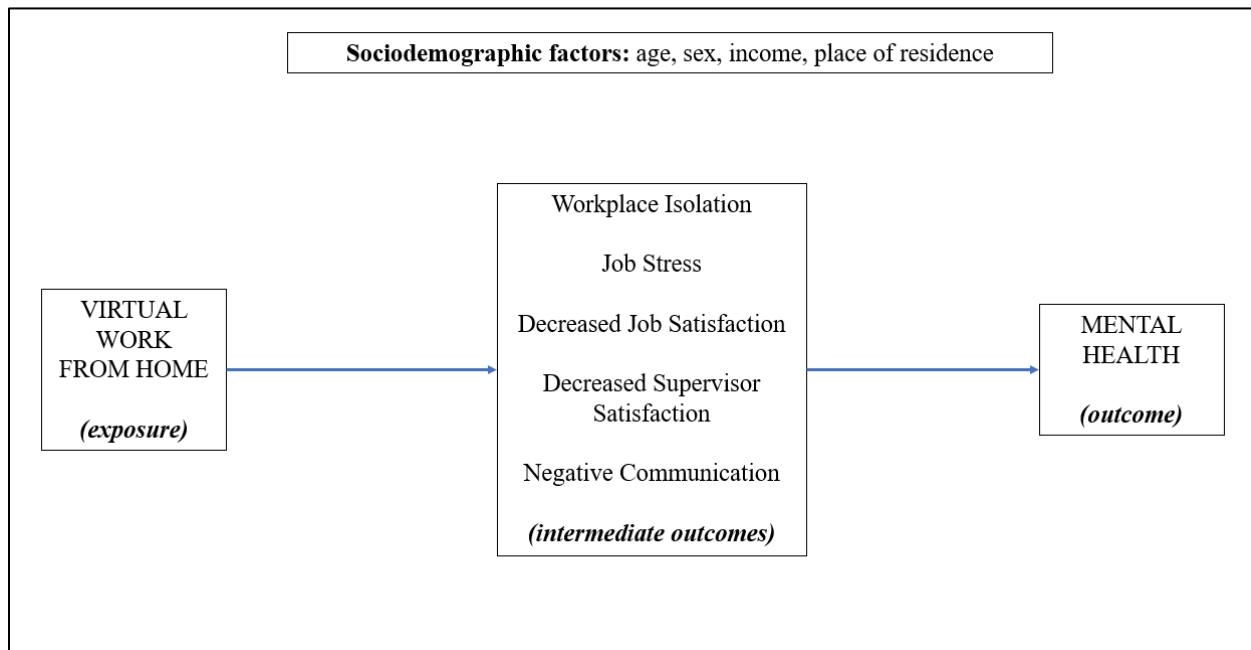 Sociodemographic factors: age, sex, income, place of residence
VIRTUAL
WORK
FROM HOME
(exposure)
Workplace Isolation
Job Stress
Decreased Job Satisfaction
Decreased Supervisor
Satisfaction
Negative Communication
(intermediate outcomes)
MENTAL
HEALTH
(outcome)